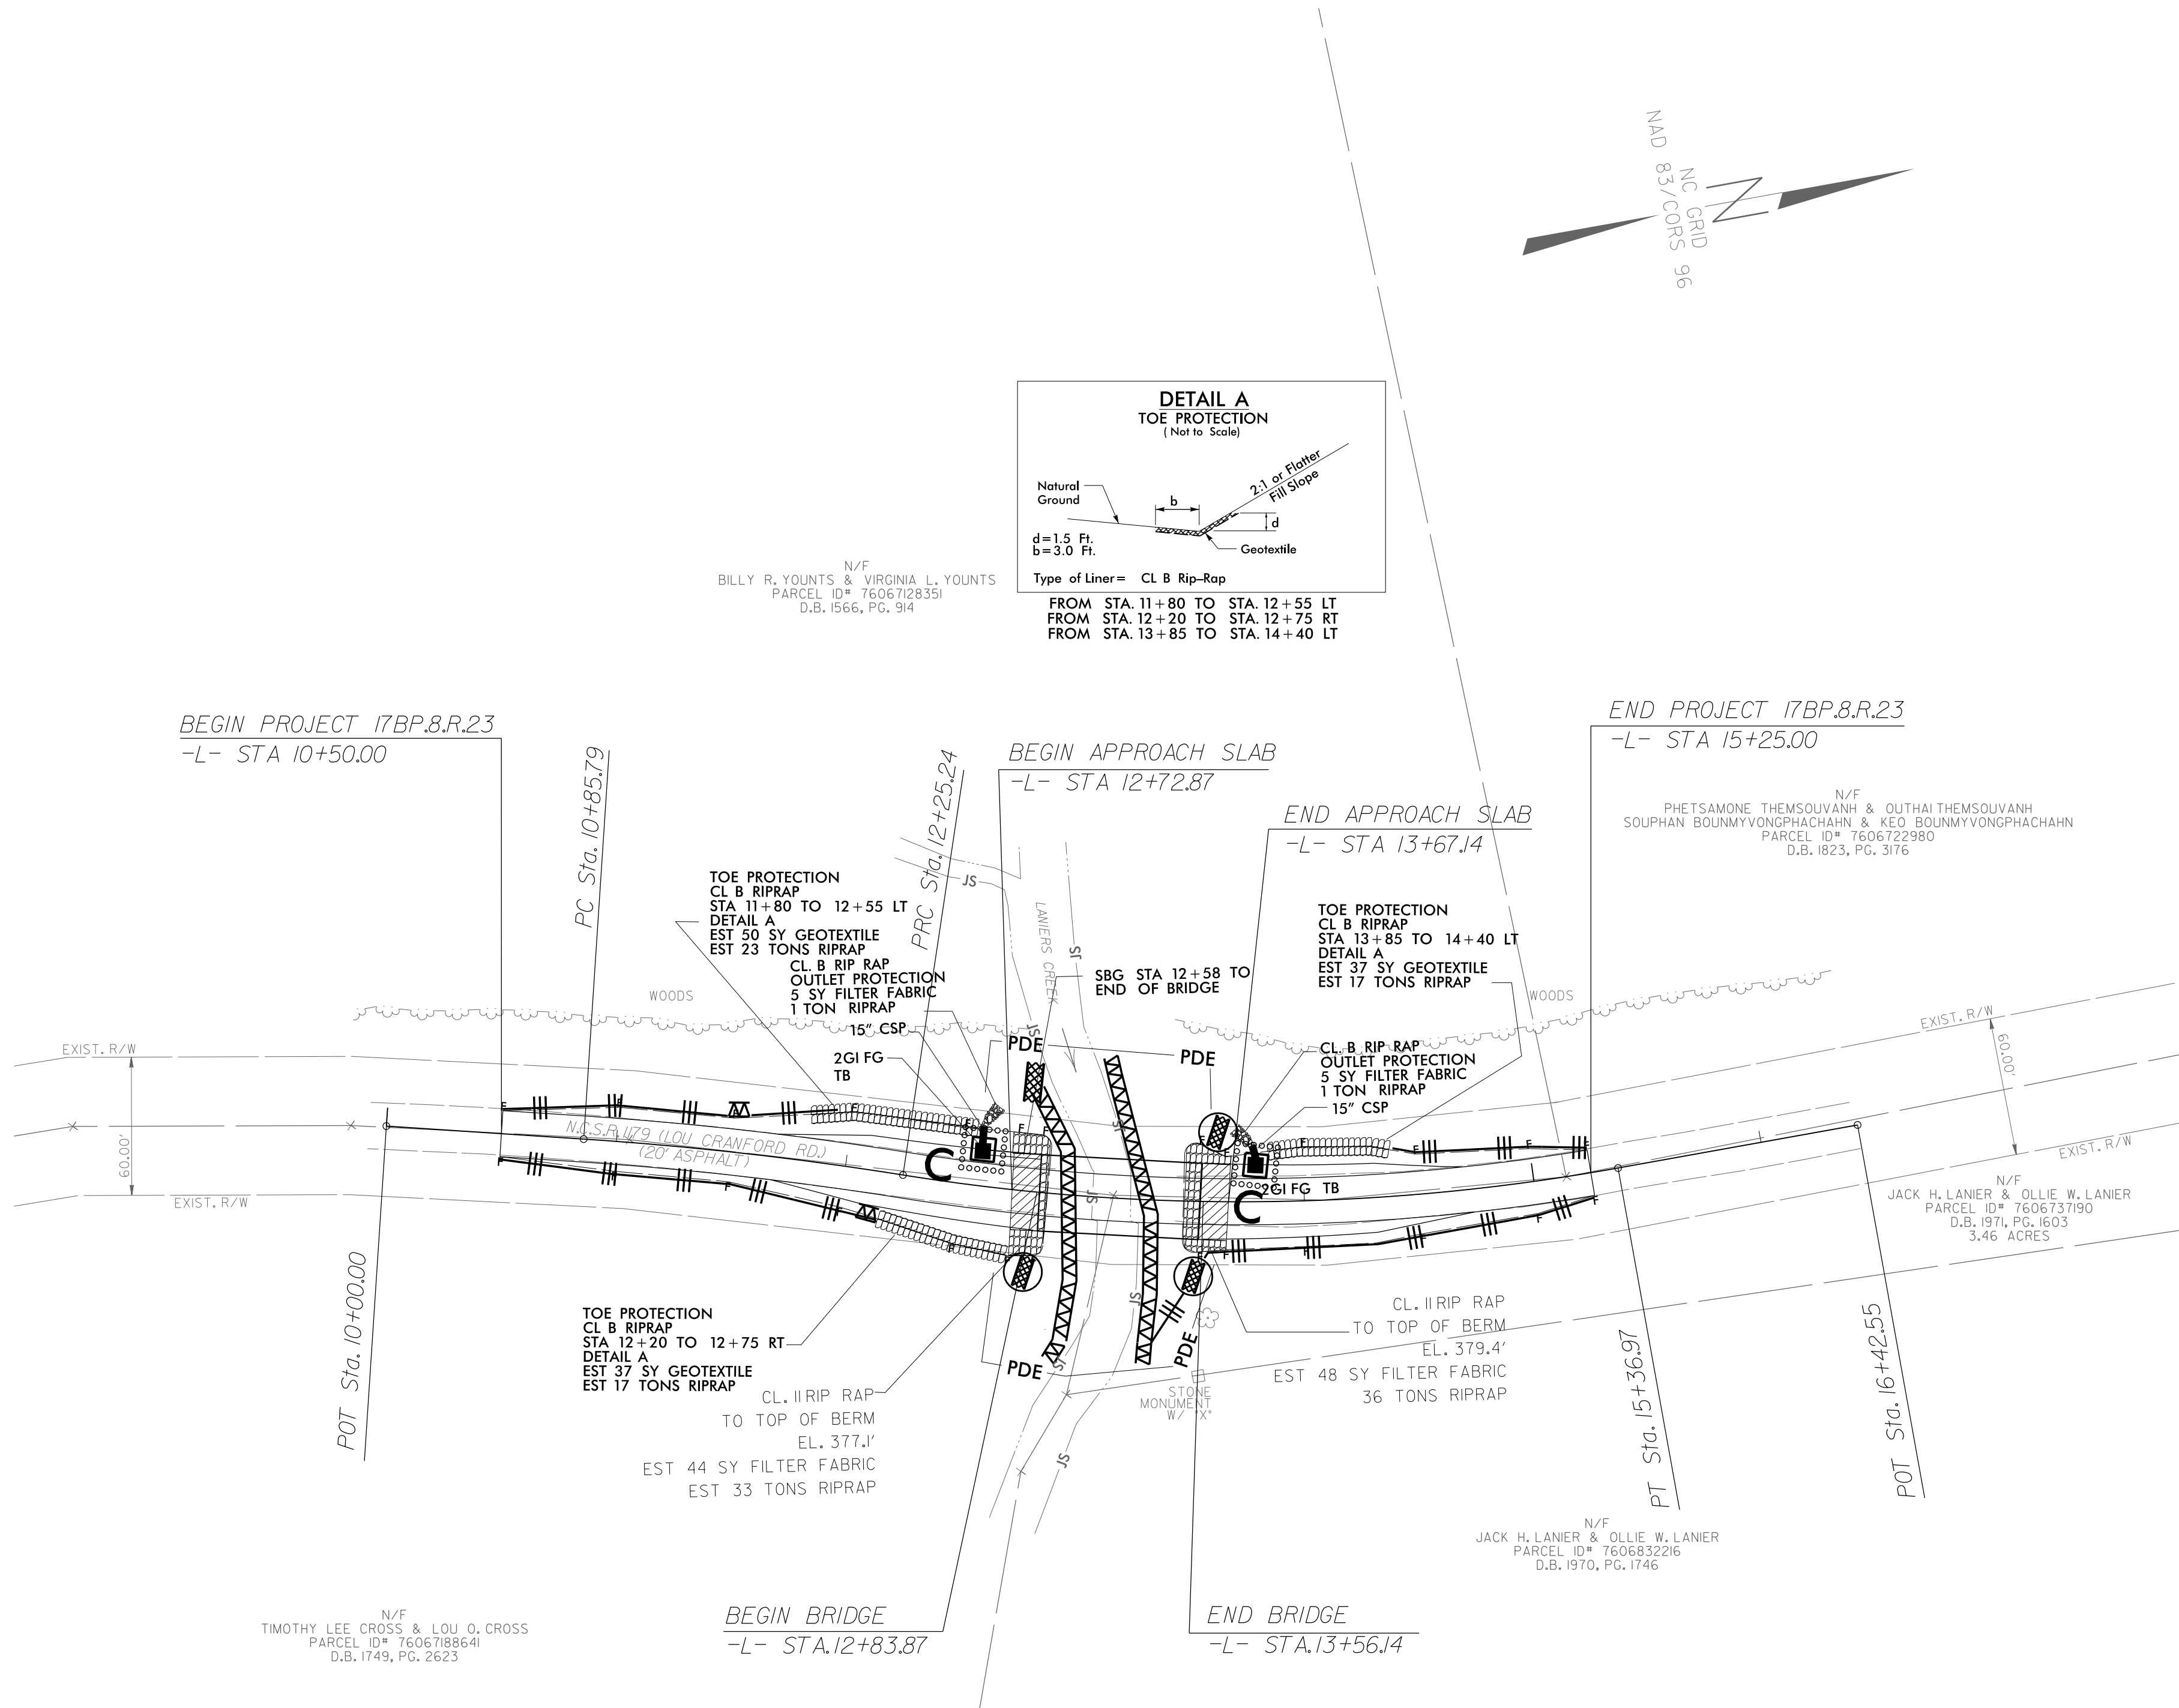 NC GRID
NAD 83/CORS 96
DETAIL A
TOE PROTECTION
( Not to Scale)
Natural
Ground
b
2:1 or Flatter
Fill Slope
d
d=1.5 Ft.
b=3.0 Ft.
Geotextile
Type of Liner= CL B Rip-Rap
FROM STA. 11+80 TO STA. 12+55 LT
FROM STA. 12+20 TO STA. 12+75 RT
FROM STA. 13+85 TO STA. 14+40 LT
N/F
BILLY R. YOUNTS & VIRGINIA L. YOUNTS
PARCEL ID# 76067128351
D.B. 1566, PG. 914
BEGIN PROJECT 17BP.8.R.23
-L- STA 10+50.00
PC Sta. 10+85.79
PRC Sta. 12+25.24
BEGIN APPROACH SLAB
-L- STA 12+72.87
END APPROACH SLAB
-L- STA 13+67.14
END PROJECT 17BP.8.R.23
-L- STA 15+25.00
N/F
PHETSAMONE THEMSOUVANH & OUTHAI THEMSOUVANH
SOUPHAN BOUNMYVONGPHACHAHN & KEO BOUNMYVONGPHACHAHN
PARCEL ID# 7606722980
D.B. 1823, PG. 3176
TOE PROTECTION
CL B RIPRAP
STA 11+80 TO 12+55 LT
DETAIL A
EST 50 SY GEOTEXTILE
EST 23 TONS RIPRAP
CL. B RIP RAP
OUTLET PROTECTION
5 SY FILTER FABRIC
1 TON RIPRAP
15" CSP
2GI FG
TB
JS
LANIERS CREEK
JS
SBG STA 12+58 TO
END OF BRIDGE
TOE PROTECTION
CL B RIPRAP
STA 13+85 TO 14+40 LT
DETAIL A
EST 37 SY GEOTEXTILE
EST 17 TONS RIPRAP
WOODS
WOODS
CL. B RIP RAP
OUTLET PROTECTION
5 SY FILTER FABRIC
1 TON RIPRAP
15" CSP
JS
PDE
PDE
EXIST. R/W
60.00'
EXIST. R/W
EXIST. R/W
60.00'
EXIST. R/W
N.C.S.R. 1179 (LOU CRANFORD RD.)
(20' ASPHALT)
C
C
2GI FG TB
JS
JS
JS
JS
JS
F
N/F
JACK H. LANIER & OLLIE W. LANIER
PARCEL ID# 7606737190
D.B. 1971, PG. 1603
3.46 ACRES
POT Sta. 10+00.00
TOE PROTECTION
CL B RIPRAP
STA 12+20 TO 12+75 RT
DETAIL A
EST 37 SY GEOTEXTILE
EST 17 TONS RIPRAP
PDE
PDE
CL. II RIP RAP
TO TOP OF BERM
EL. 377.1'
EST 44 SY FILTER FABRIC
EST 33 TONS RIPRAP
STONE
MONUMENT
W/ "X"
CL. II RIP RAP
TO TOP OF BERM
EL. 379.4'
EST 48 SY FILTER FABRIC
36 TONS RIPRAP
PT Sta. 15+36.97
POT Sta. 16+42.55
N/F
JACK H. LANIER & OLLIE W. LANIER
PARCEL ID# 7606832216
D.B. 1970, PG. 1746
N/F
TIMOTHY LEE CROSS & LOU O. CROSS
PARCEL ID# 7606718864I
D.B. 1749, PG. 2623
BEGIN BRIDGE
-L- STA.12+83.87
END BRIDGE
-L- STA.13+56.14